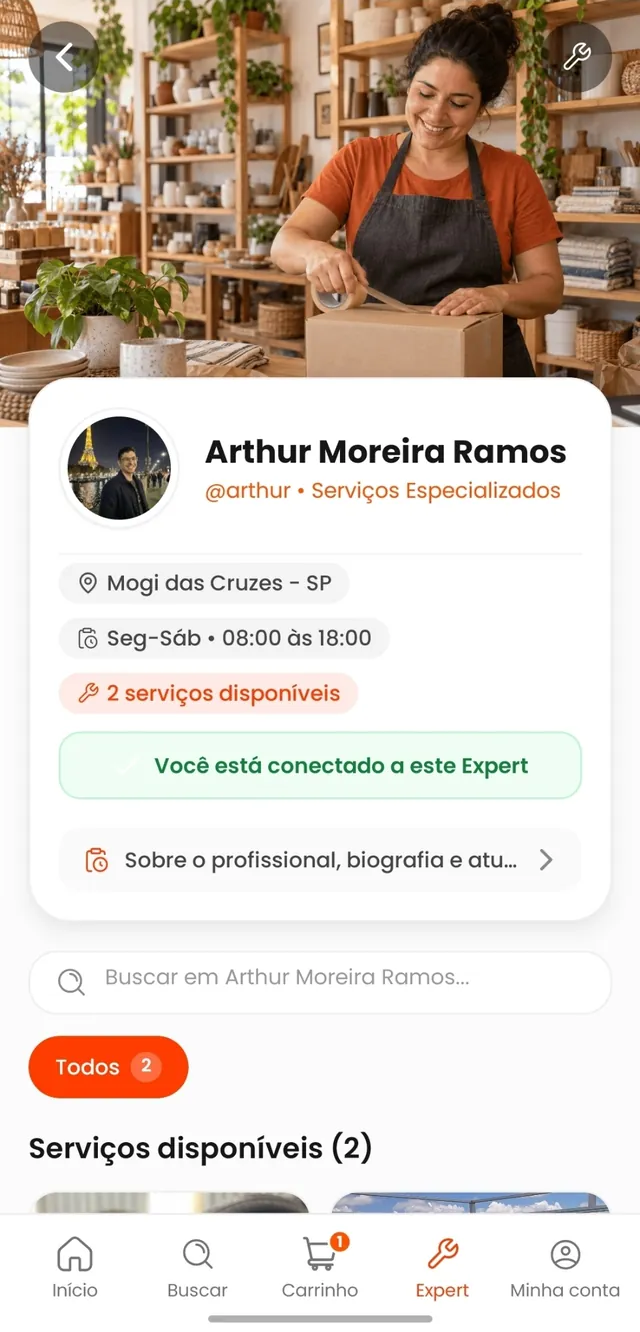 Arthur Moreira Ramos
@arthur • Serviços Especializados
Mogi das Cruzes - SP
Seg-Sáb • 08:00 às 18:00
2 serviços disponíveis
Você está conectado a este Expert
Sobre o profissional, biografia e atu...
Buscar em Arthur Moreira Ramos...
Todos 2
Serviços disponíveis (2)
1
Início Buscar Carrinho Expert Minha conta